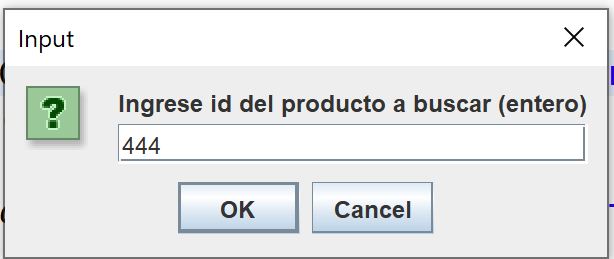 Input
Ingrese id del producto a buscar (entero)
444
OK
Cancel